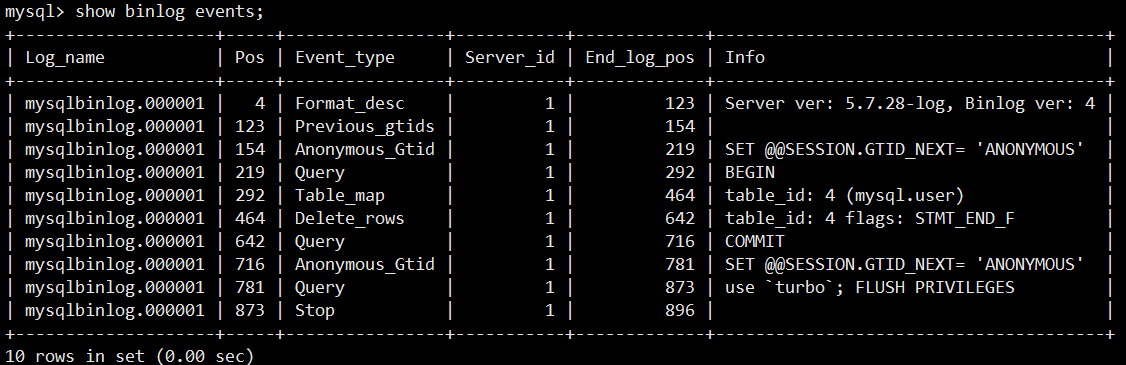 mysql> show binlog events;
+--------------------+-----+----------------+-----------+-------------+---------------------------------------+
| Log_name           | Pos | Event_type     | Server_id | End_log_pos | Info                                  |
+--------------------+-----+----------------+-----------+-------------+---------------------------------------+
| mysqlbinlog.000001 |   4 | Format_desc    |         1 |         123 | Server ver: 5.7.28-log, Binlog ver: 4 |
| mysqlbinlog.000001 | 123 | Previous_gtids |         1 |         154 |                                       |
| mysqlbinlog.000001 | 154 | Anonymous_Gtid |         1 |         219 | SET @@SESSION.GTID_NEXT= 'ANONYMOUS'  |
| mysqlbinlog.000001 | 219 | Query          |         1 |         292 | BEGIN                                 |
| mysqlbinlog.000001 | 292 | Table_map      |         1 |         464 | table_id: 4 (mysql.user)              |
| mysqlbinlog.000001 | 464 | Delete_rows    |         1 |         642 | table_id: 4 flags: STMT_END_F         |
| mysqlbinlog.000001 | 642 | Query          |         1 |         716 | COMMIT                                |
| mysqlbinlog.000001 | 716 | Anonymous_Gtid |         1 |         781 | SET @@SESSION.GTID_NEXT= 'ANONYMOUS'  |
| mysqlbinlog.000001 | 781 | Query          |         1 |         873 | use `turbo`; FLUSH PRIVILEGES         |
| mysqlbinlog.000001 | 873 | Stop           |         1 |         896 |                                       |
+--------------------+-----+----------------+-----------+-------------+---------------------------------------+
10 rows in set (0.00 sec)